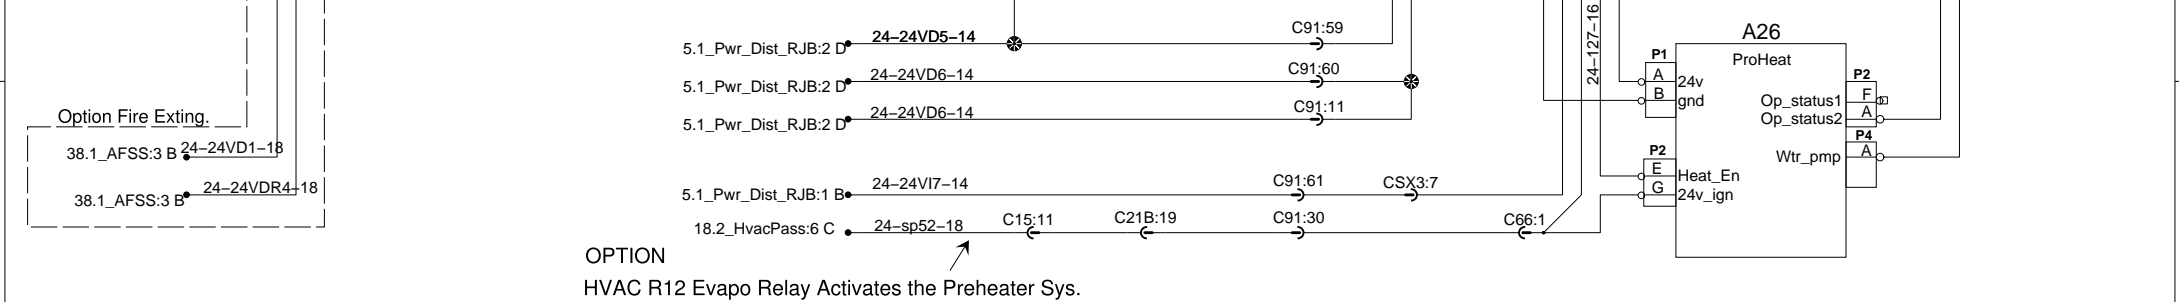 Option Fire Exting.
38.1_AFSS:3 B 24-24VD1-18
38.1_AFSS:3 B 24-24VDR4-18
5.1_Pwr_Dist_RJB:2 D 24-24VD5-14 C91:59
5.1_Pwr_Dist_RJB:2 D 24-24VD6-14 C91:60
5.1_Pwr_Dist_RJB:2 D 24-24VD6-14 C91:11
5.1_Pwr_Dist_RJB:1 B 24-24VI7-14 C91:61 CSX3:7
18.2_HvacPass:6 C 24-sp52-18 C15:11 C21B:19 C91:30 C66:1
OPTION
HVAC R12 Evapo Relay Activates the Preheater Sys.
24-127-16
A26
ProHeat
P1
A 24v
B gnd
P2
E Heat_En
G 24v_ign
P2
Op_status1 F
Op_status2 A
P4
Wtr_pmp A